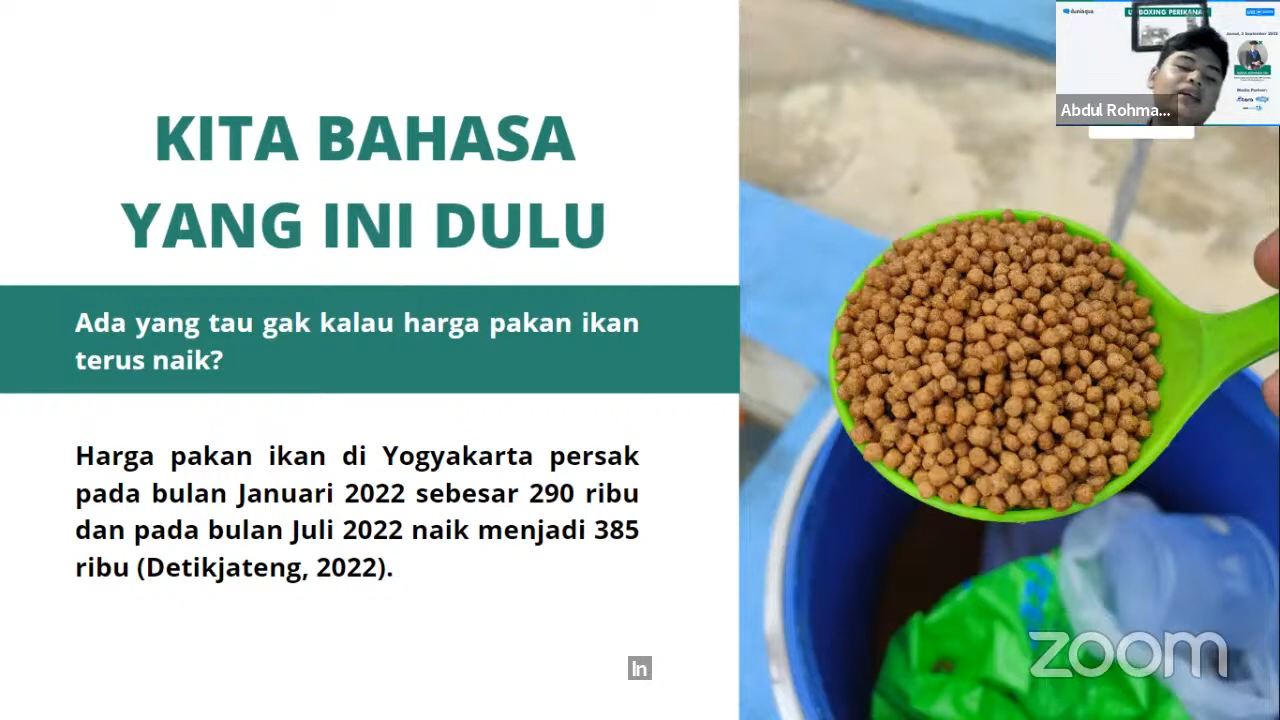 KITA BAHASA
YANG INI DULU
Ada yang tau gak kalau harga pakan ikan
terus naik?
Harga pakan ikan di Yogyakarta persak
pada bulan Januari 2022 sebesar 290 ribu
dan pada bulan Juli 2022 naik menjadi 385
ribu (Detikjateng, 2022).
In
zoom
duniaqua
Abdul Rohma...